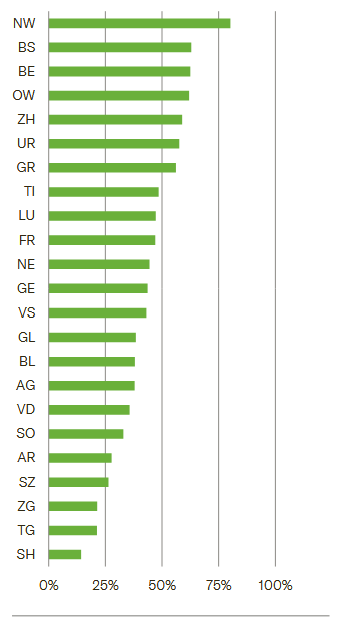 NW
BS
BE
OW
ZH
UR
GR
TI
LU
FR
NE
GE
VS
GL
BL
AG
VD
SO
AR
SZ
ZG
TG
SH
0% 25% 50% 75% 100%